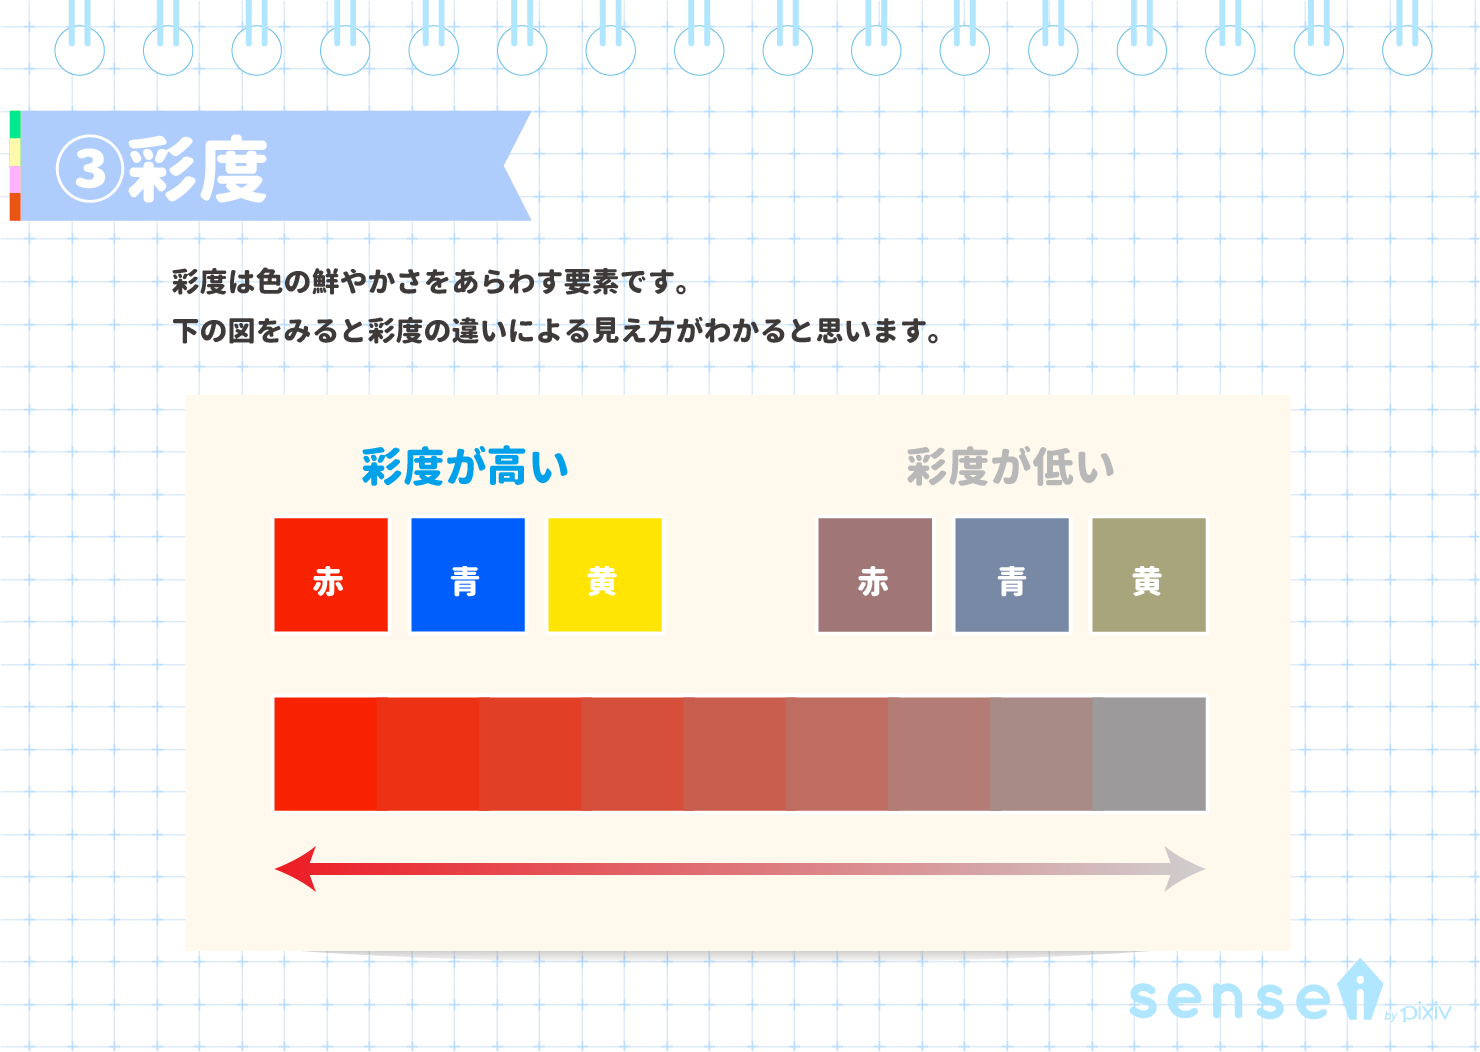 ③彩度
彩度は色の鮮やかさをあらわす要素です。
下の図をみると彩度の違いによる見え方がわかると思います。
彩度が高い
彩度が低い
赤 青 黄
赤 青 黄
sensei by pixiv